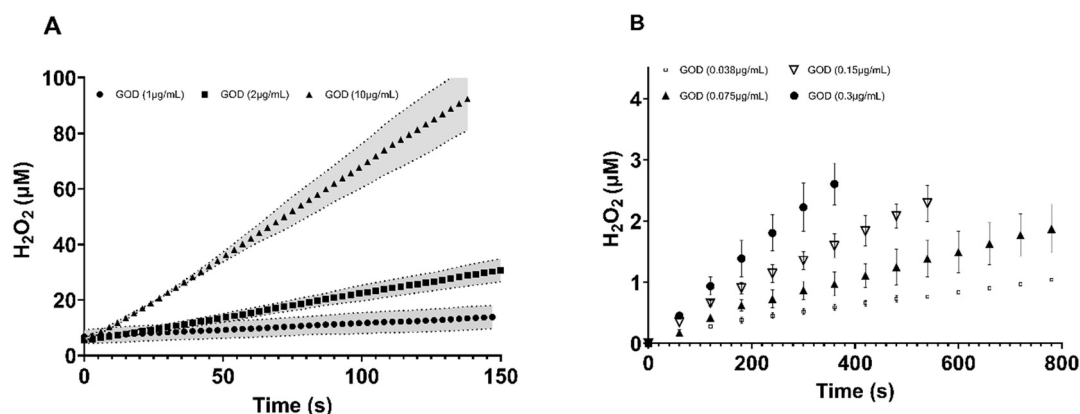 A
GOD (1µg/mL) GOD (2µg/mL) GOD (10µg/mL)
H₂O₂ (µM)
100
80
60
40
20
0
0 50 100 150
Time (s)
B
GOD (0.038µg/mL) GOD (0.15µg/mL)
GOD (0.075µg/mL) GOD (0.3µg/mL)
H₂O₂ (µM)
4
3
2
1
0
0 200 400 600 800
Time (s)